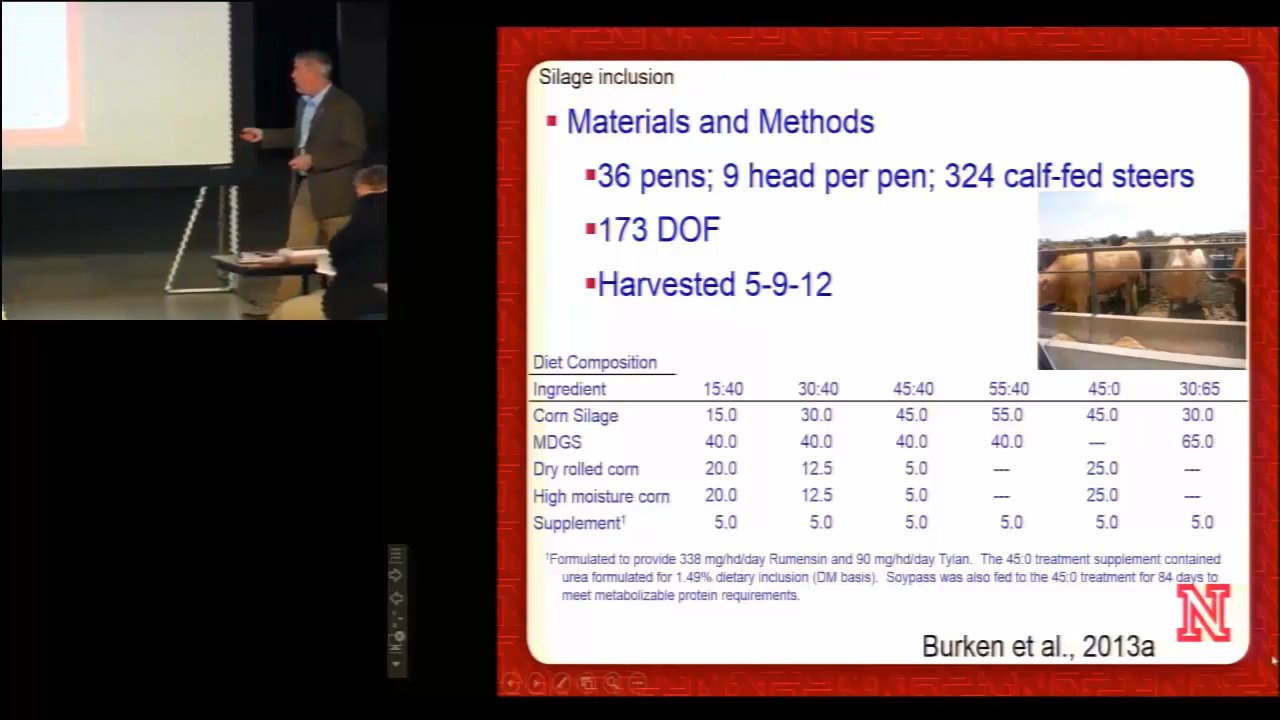 Silage inclusion
Materials and Methods
36 pens; 9 head per pen; 324 calf-fed steers
173 DOF
Harvested 5-9-12
Diet Composition
Ingredient 15:40 30:40 45:40 55:40 45:0 30:65
Corn Silage 15.0 30.0 45.0 55.0 45.0 30.0
MDGS 40.0 40.0 40.0 40.0 --- 65.0
Dry rolled corn 20.0 12.5 5.0 --- 25.0 ---
High moisture corn 20.0 12.5 5.0 --- 25.0 ---
Supplement¹ 5.0 5.0 5.0 5.0 5.0 5.0
¹Formulated to provide 338 mg/hd/day Rumensin and 90 mg/hd/day Tylan. The 45:0 treatment supplement contained
urea formulated for 1.49% dietary inclusion (DM basis). Soypass was also fed to the 45:0 treatment for 84 days to
meet metabolizable protein requirements.
N
Burken et al., 2013a